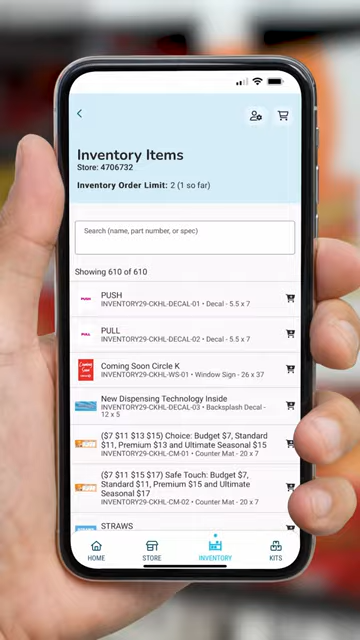 Inventory Items
Store: 4706732
Inventory Order Limit: 2 (1 so far)
Search (name, part number, or spec)
Showing 610 of 610
PUSH
PUSH
INVENTORY29-CKHL-DECAL-01 • Decal - 5.5 x 7
PULL
PULL
INVENTORY29-CKHL-DECAL-02 • Decal - 5.5 x 7
Coming Soon
Coming Soon Circle K
INVENTORY29-CKHL-WS-01 • Window Sign - 26 x 37
New Dispensing Technology Inside
INVENTORY29-CKHL-DECAL-03 • Backsplash Decal -
12 x 5
($7 $11 $13 $15) Choice: Budget $7, Standard
$11, Premium $13 and Ultimate Seasonal $15
INVENTORY29-CKHL-CM-01 • Counter Mat - 20 x 7
($7 $11 $15 $17) Safe Touch: Budget $7,
Standard $11, Premium $15 and Ultimate
Seasonal $17
INVENTORY29-CKHL-CM-02 • Counter Mat - 20 x 7
STRAWS
STRAWS
HOME
STORE
INVENTORY
KITS